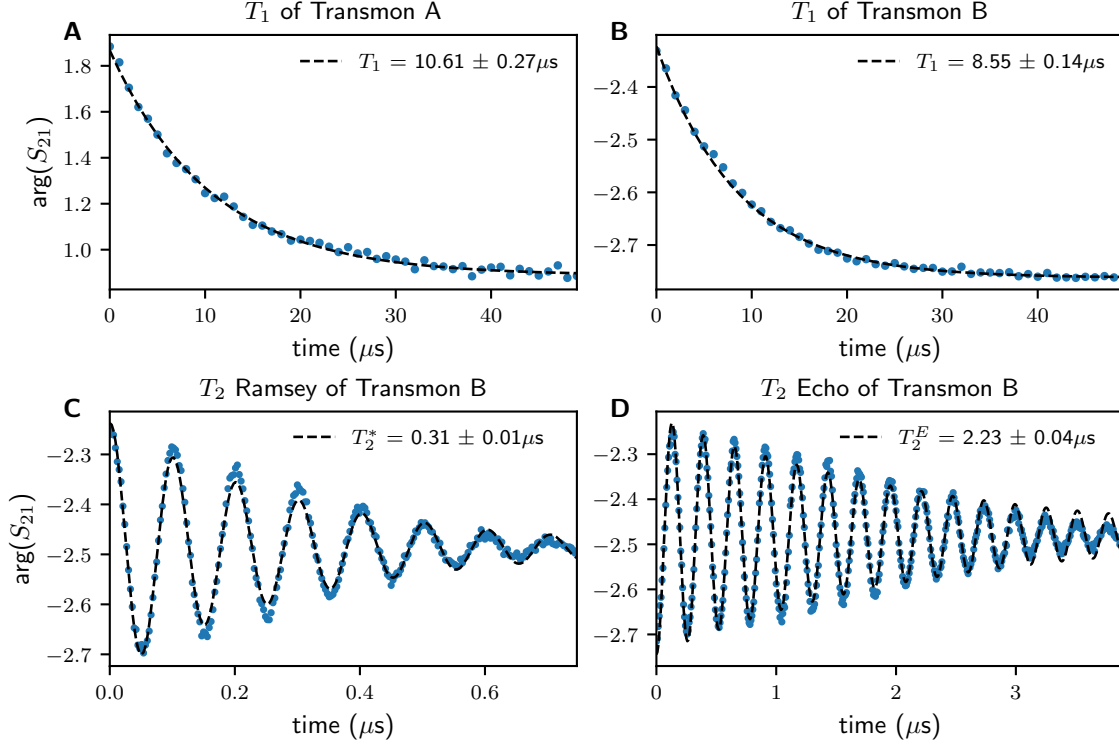 A
T₁ of Transmon A
T₁ = 10.61 ± 0.27μs
1.8
1.6
1.4
1.2
1.0
arg(S₂₁)
0 10 20 30 40
time (μs)
B
T₁ of Transmon B
T₁ = 8.55 ± 0.14μs
−2.4
−2.5
−2.6
−2.7
0 10 20 30 40
time (μs)
C
T₂ Ramsey of Transmon B
T₂* = 0.31 ± 0.01μs
−2.3
−2.4
−2.5
−2.6
−2.7
arg(S₂₁)
0.0 0.2 0.4 0.6
time (μs)
D
T₂ Echo of Transmon B
T₂ᴱ = 2.23 ± 0.04μs
−2.3
−2.4
−2.5
−2.6
−2.7
0 1 2 3
time (μs)